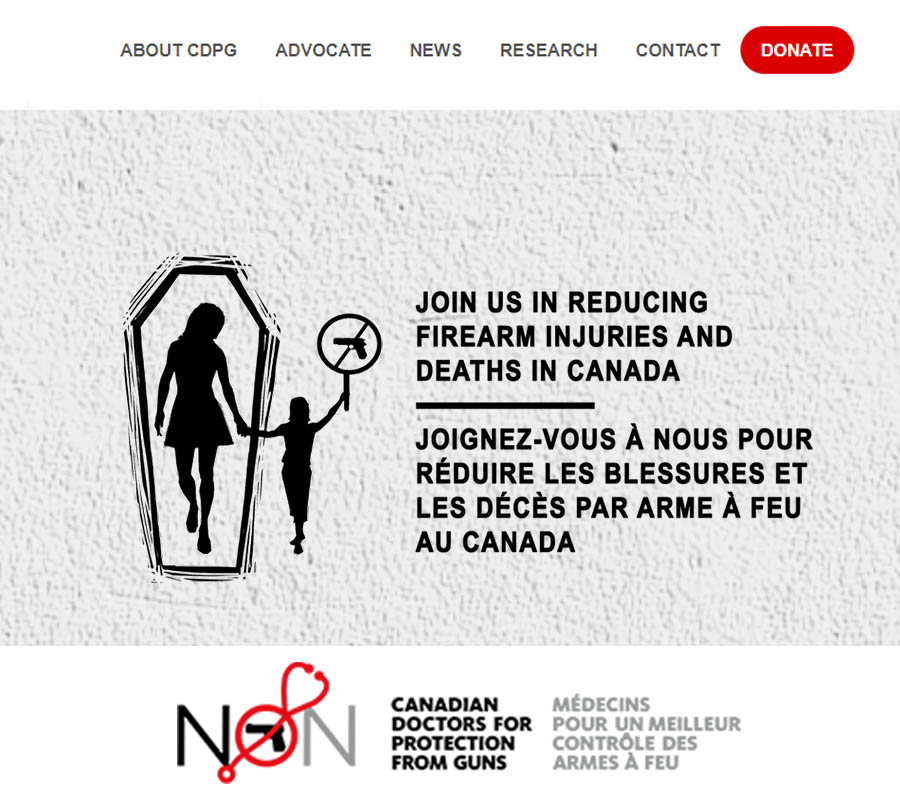 ABOUT CDPG ADVOCATE NEWS RESEARCH CONTACT DONATE
JOIN US IN REDUCING
FIREARM INJURIES AND
DEATHS IN CANADA
JOIGNEZ-VOUS À NOUS POUR
RÉDUIRE LES BLESSURES ET
LES DÉCÈS PAR ARME À FEU
AU CANADA
NON
CANADIAN
DOCTORS FOR
PROTECTION
FROM GUNS
MÉDECINS
POUR UN MEILLEUR
CONTRÔLE DES
ARMES À FEU